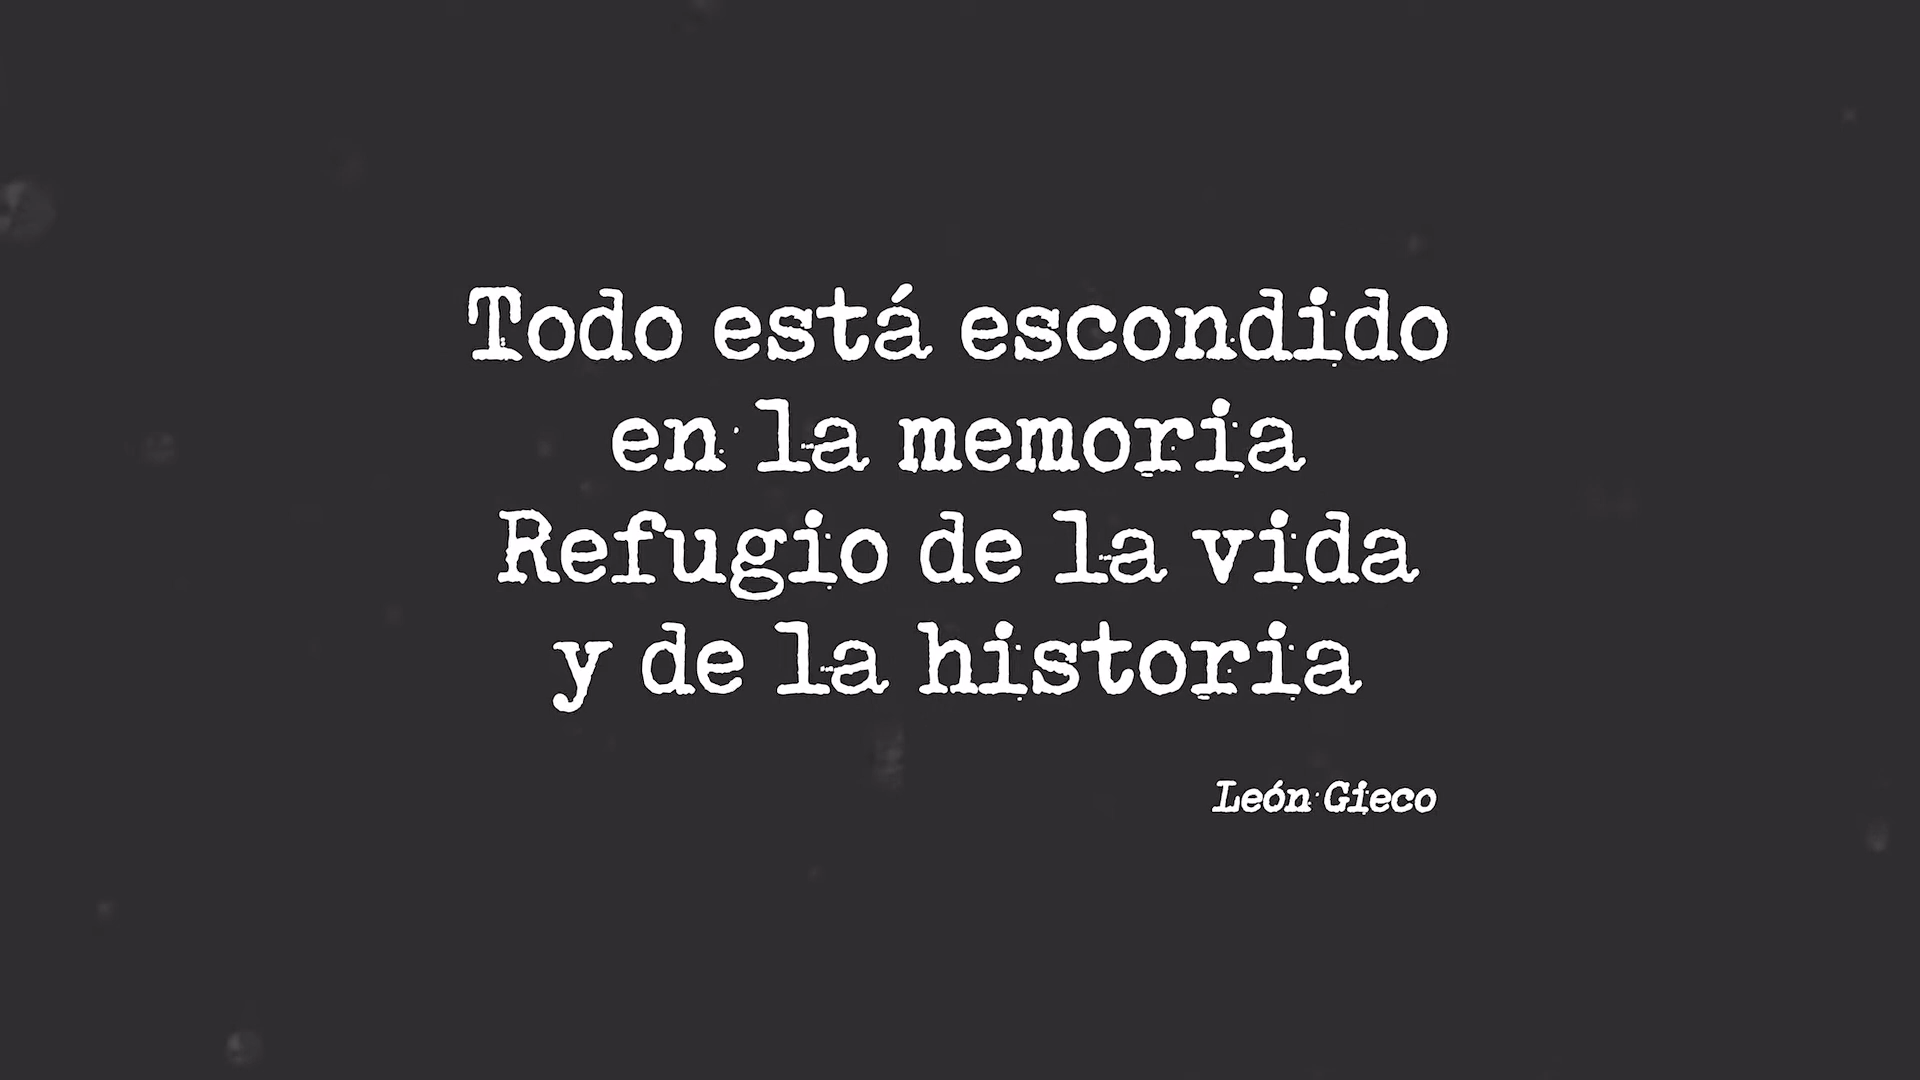 Todo está escondido
en la memoria
Refugio de la vida
y de la historia
León Gieco